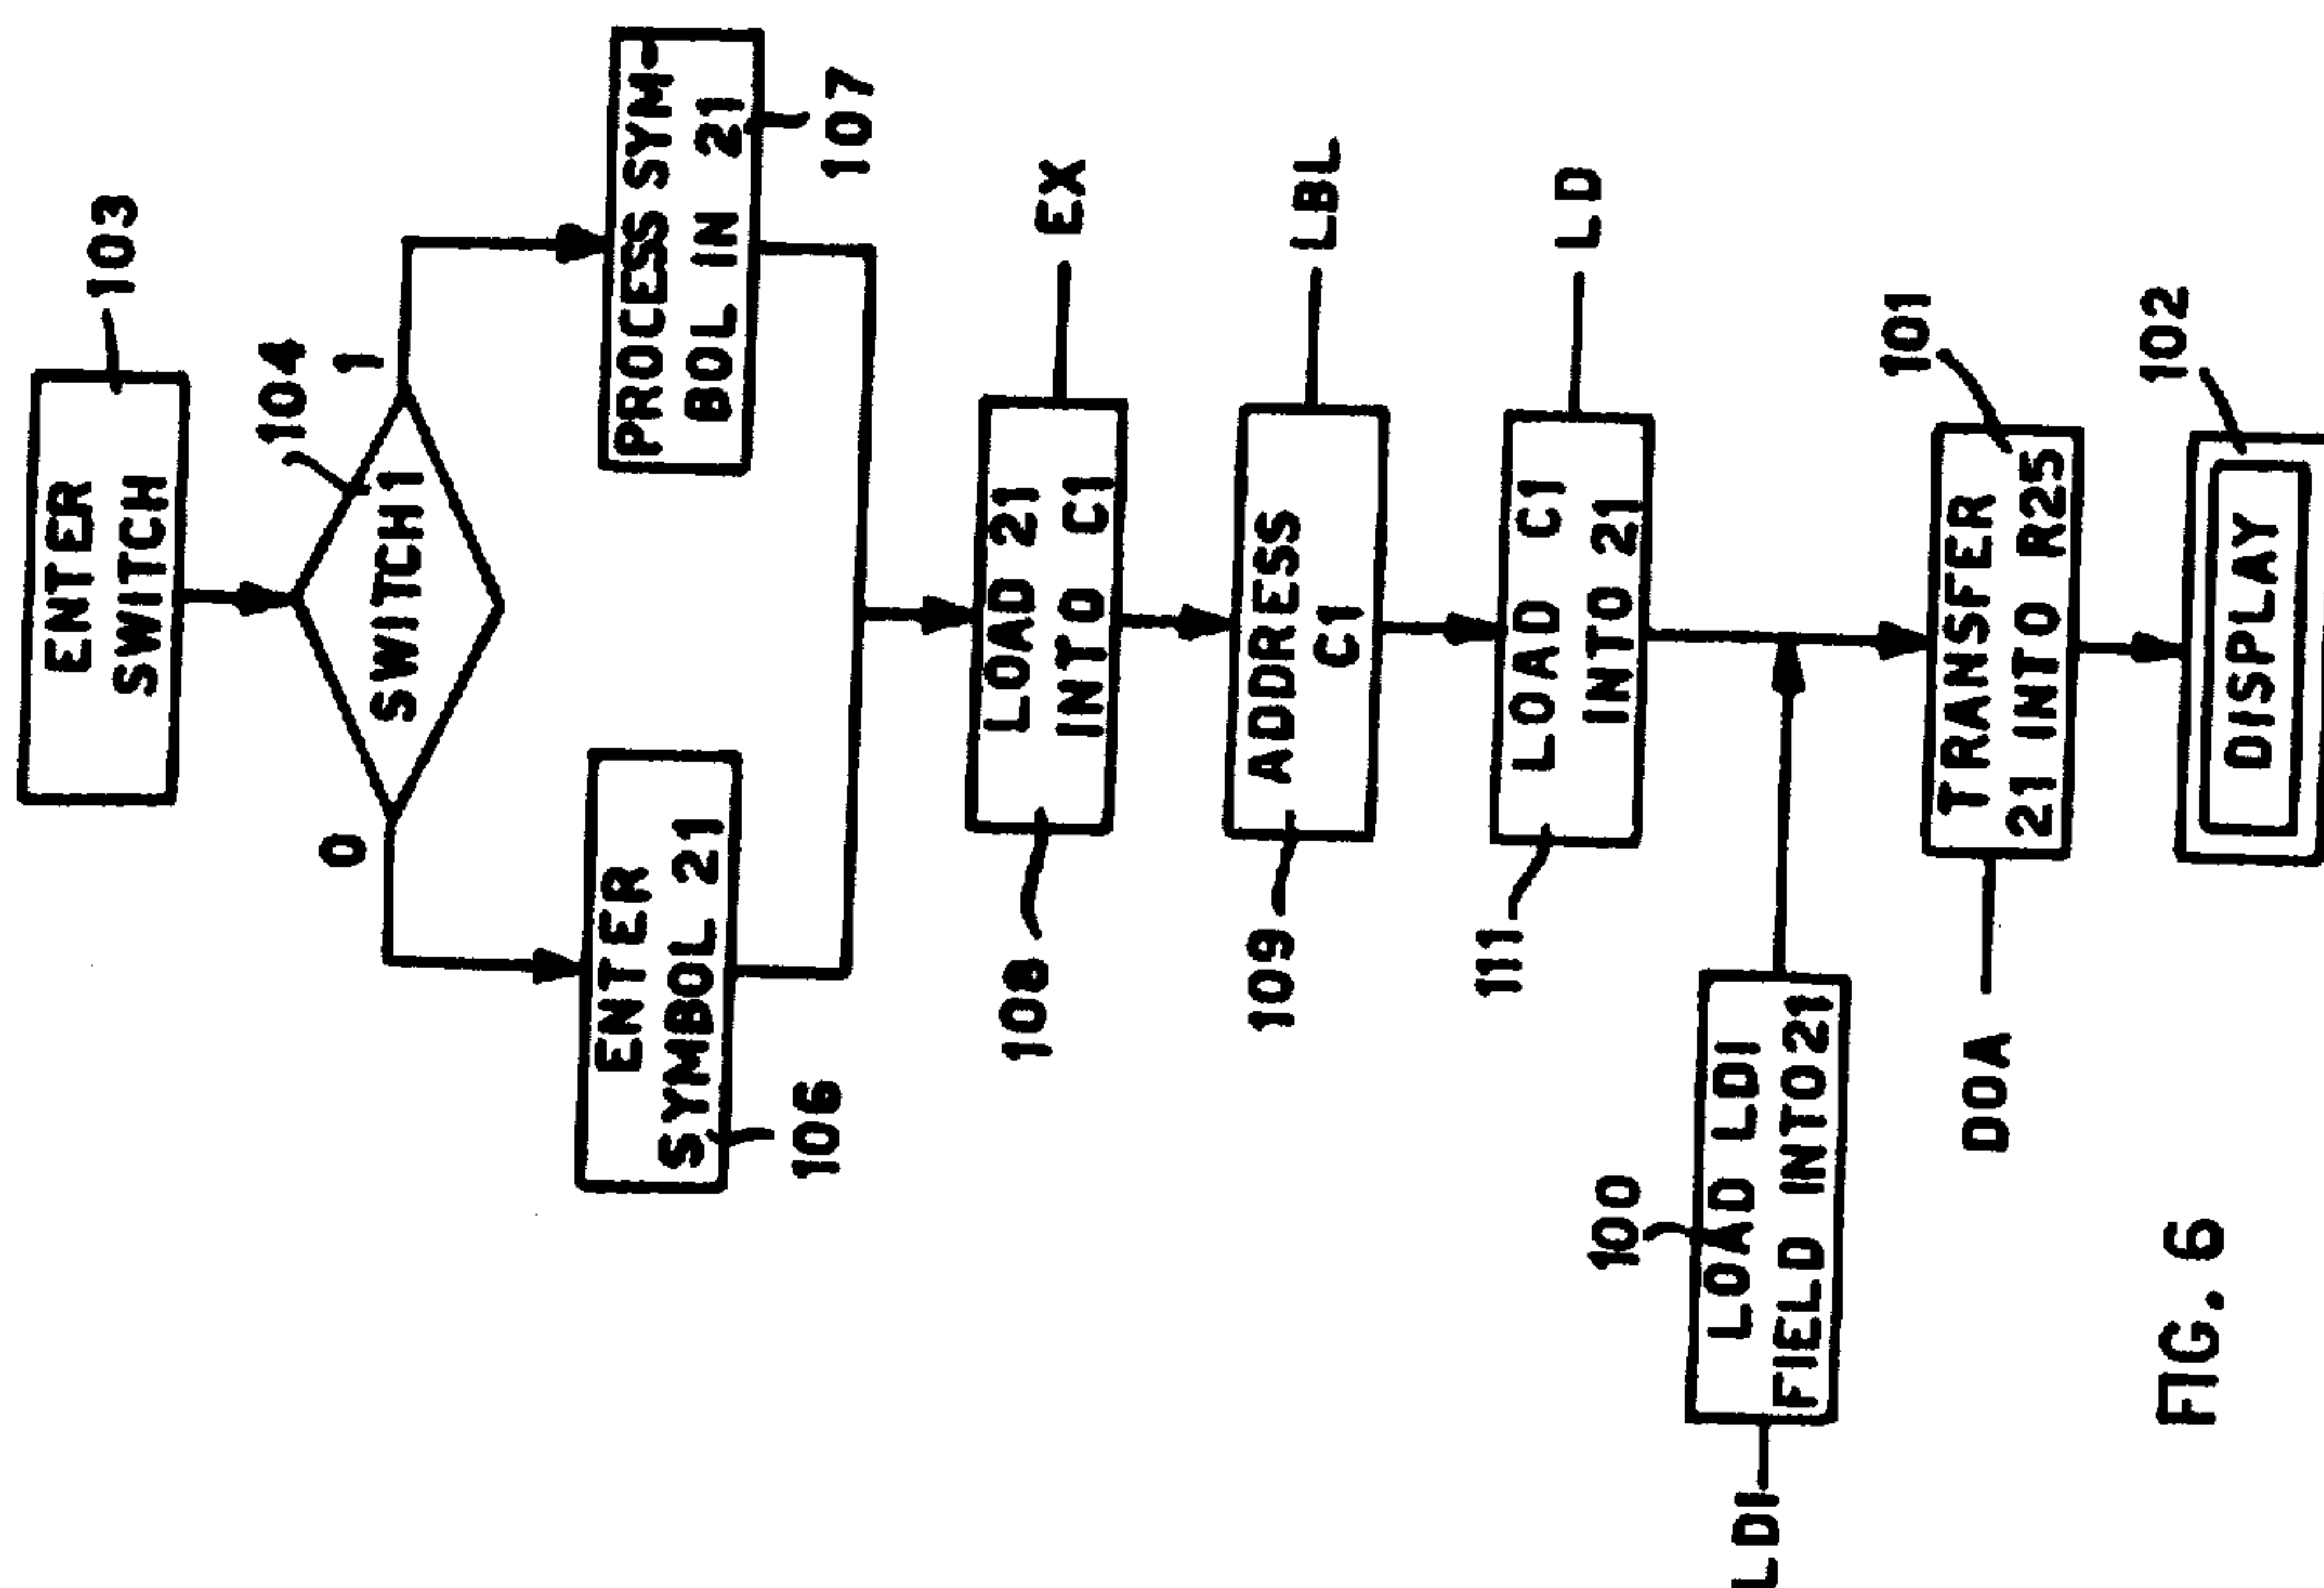 ENTER
SWITCH
103
104
SWITCH1
0
1
ENTER
SYMBOL 21
106
PROCESS SYM-
BOL IN 21
107
LOAD 21
INTO C1
108
EX
ADDRESS
C1
109
LBL
LOAD C1
INTO 21
111
LD
LDI
100
LOAD LDI
FIELD INTO 21
TRANSFER
21 INTO R25
DOA
101
DISPLAY
102
FIG. 6